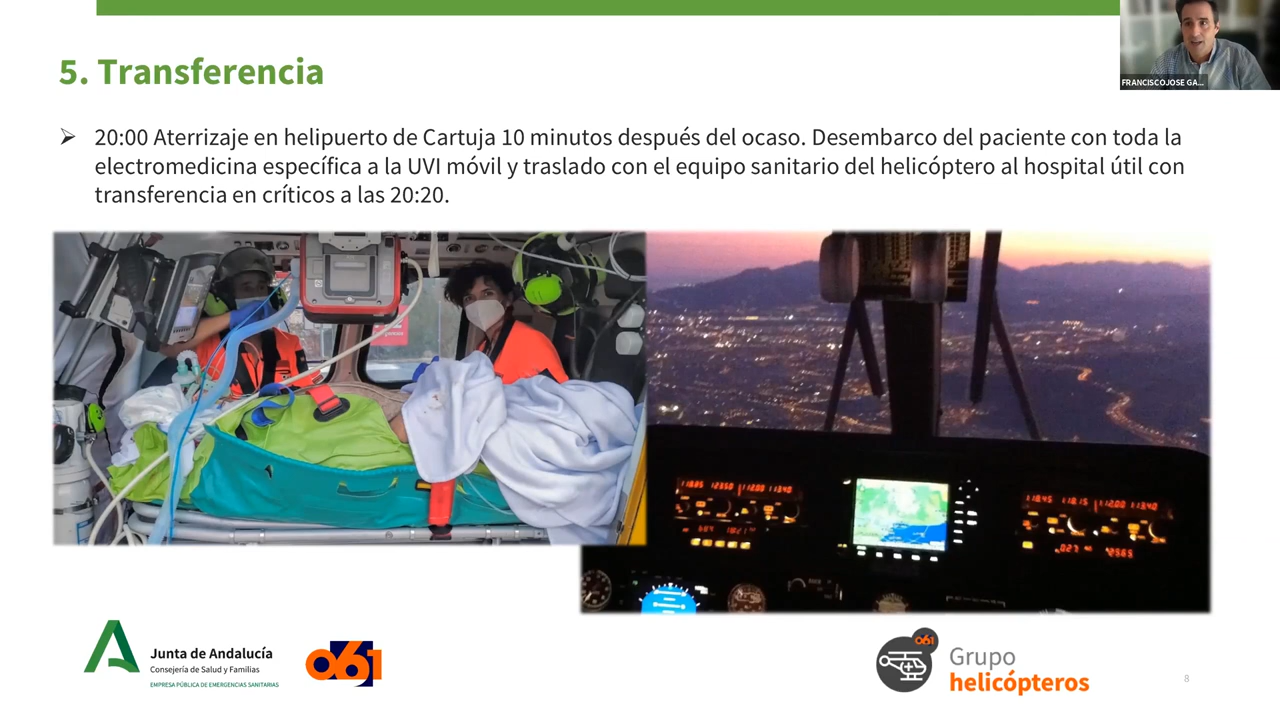 FRANCISCOJOSE GA...
5. Transferencia
➢ 20:00 Aterrizaje en helipuerto de Cartuja 10 minutos después del ocaso. Desembarco del paciente con toda la
electromedicina específica a la UVI móvil y traslado con el equipo sanitario del helicóptero al hospital útil con
transferencia en críticos a las 20:20.
Junta de Andalucía
Consejería de Salud y Familias
EMPRESA PÚBLICA DE EMERGENCIAS SANITARIAS
061
061
Grupo
helicópteros
8